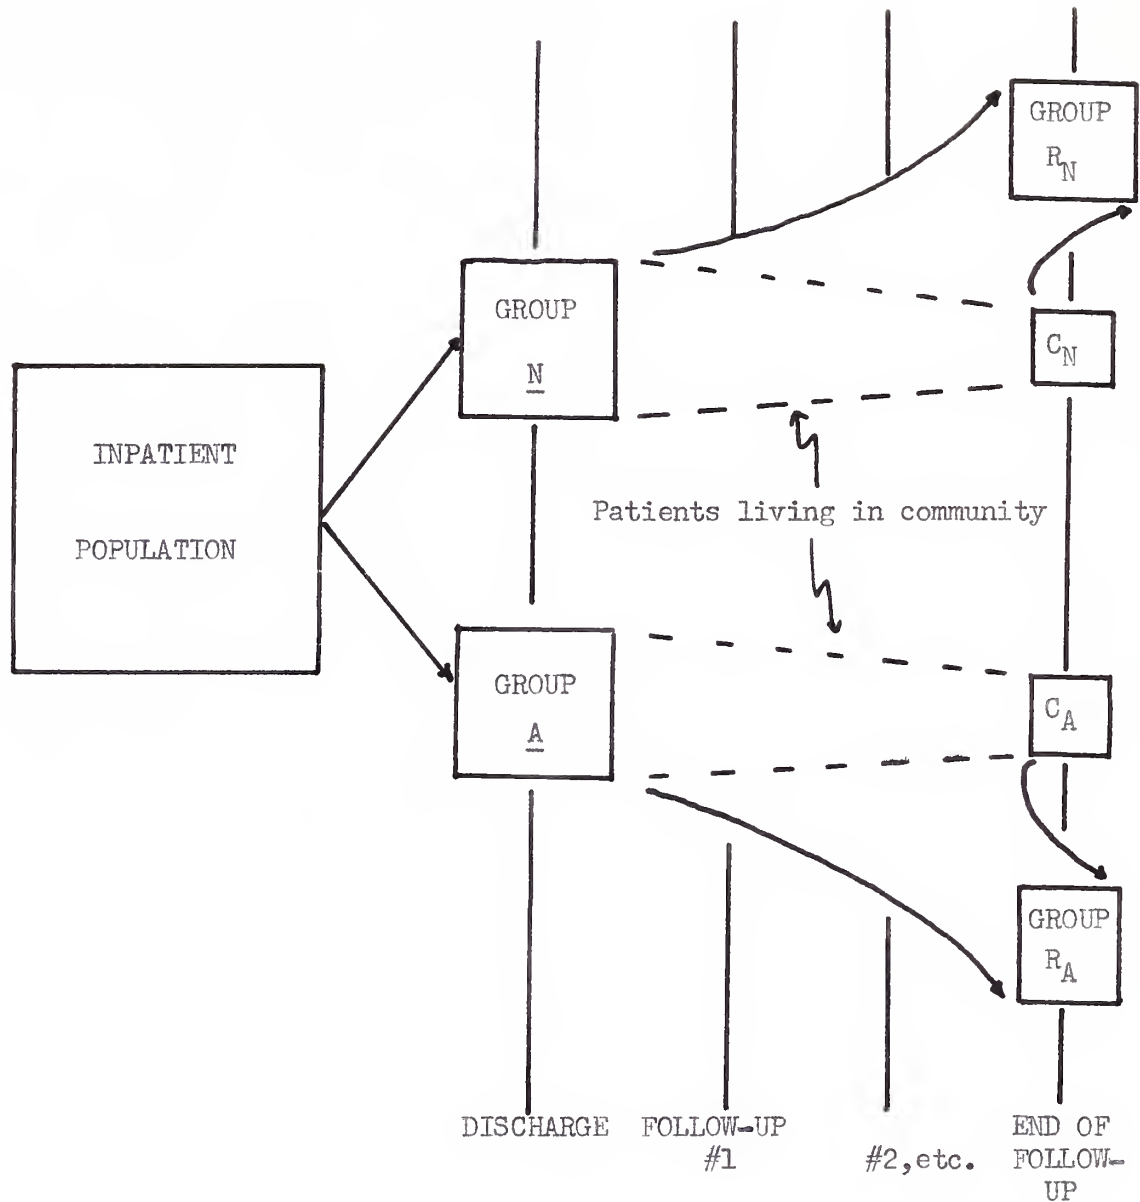 GROUP
R_N
GROUP
N
C_N
INPATIENT
POPULATION
Patients living in community
GROUP
A
C_A
GROUP
R_A
DISCHARGE
FOLLOW-UP
#1
#2,etc.
END OF
FOLLOW-
UP